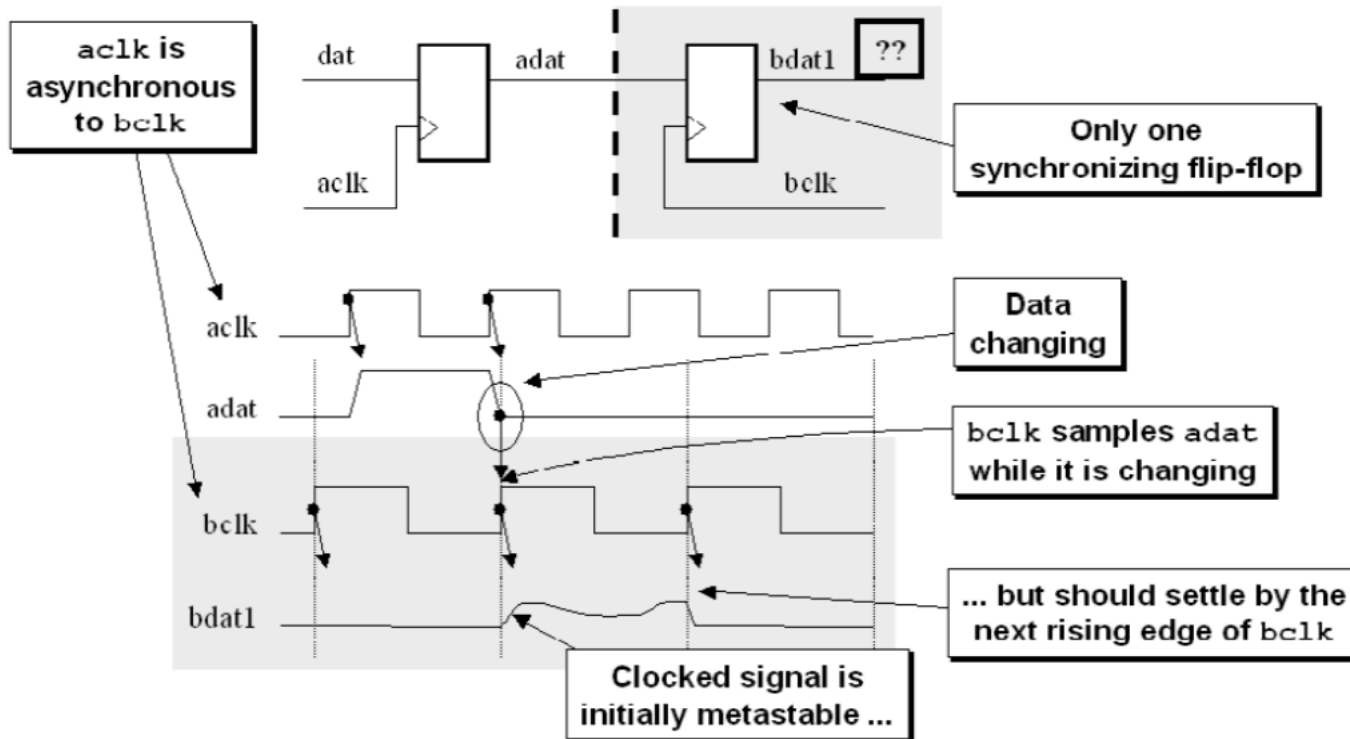 aclk is
asynchronous
to bclk
dat
adat
bdat1
??
aclk
bclk
Only one
synchronizing flip-flop
aclk
Data
changing
adat
bclk samples adat
while it is changing
bclk
bdat1
... but should settle by the
next rising edge of bclk
Clocked signal is
initially metastable ...